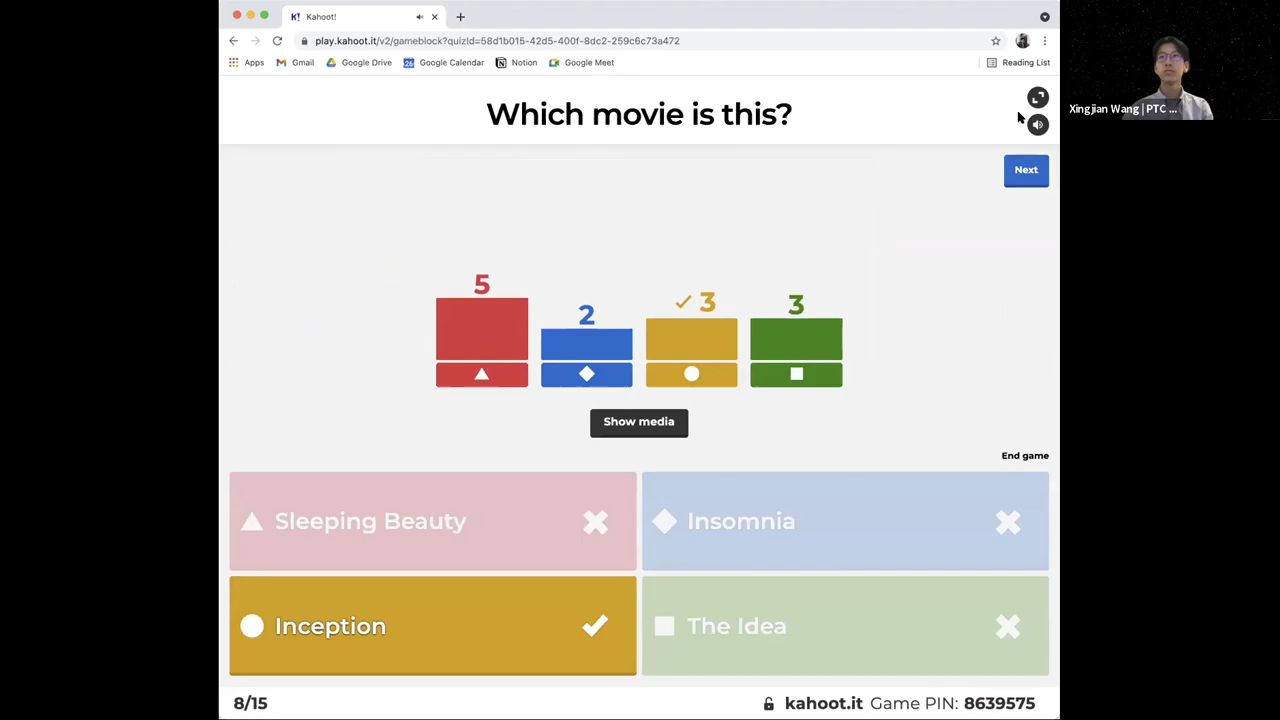 Kahoot!
play.kahoot.it/v2/gameblock?quizId=58d1b015-42d5-400f-8dc2-259c6c73a472
Apps Gmail Google Drive Google Calendar Notion Google Meet Reading List
Which movie is this?
Xingjian Wang | PTC ...
Next
5
2
3
3
Show media
End game
Sleeping Beauty
Insomnia
Inception
The Idea
8/15
kahoot.it Game PIN: 8639575